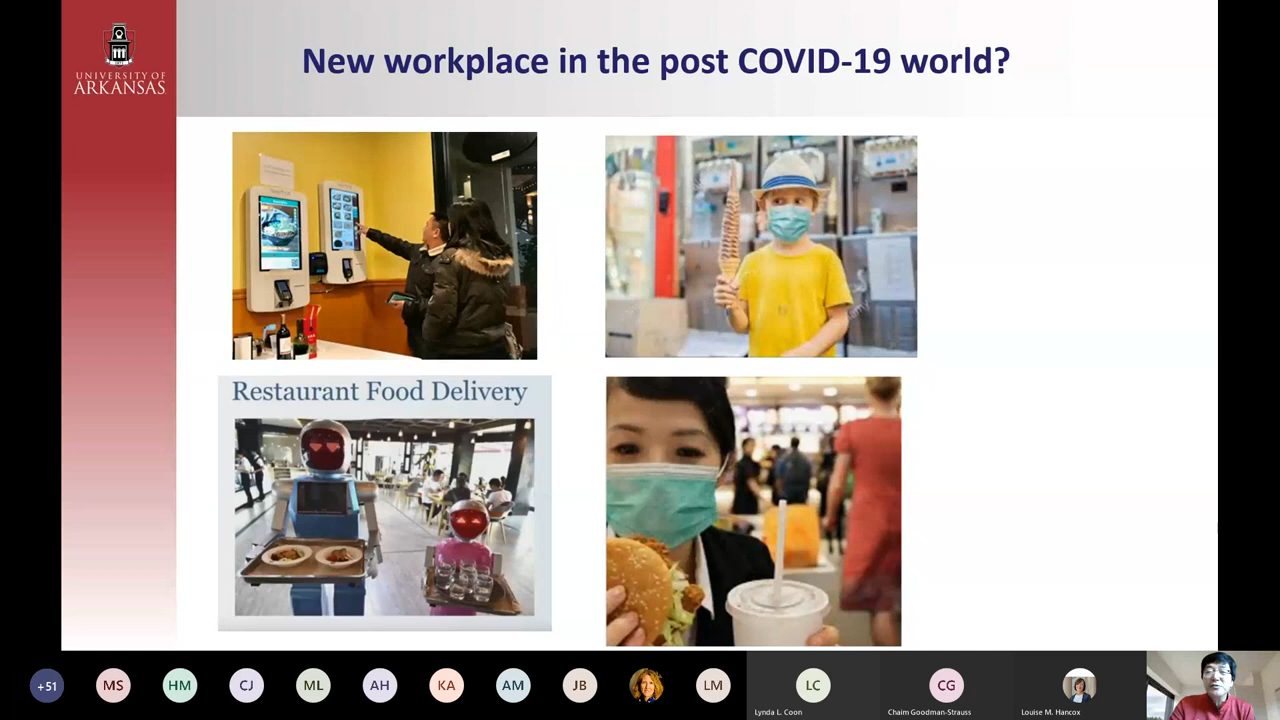 UNIVERSITY OF
ARKANSAS
New workplace in the post COVID-19 world?
Restaurant Food Delivery
+51
MS
HM
CJ
ML
AH
KA
AM
JB
LM
LC
CG
Lynda L. Coon
Chaim Goodman-Strauss
Louise M. Hancox